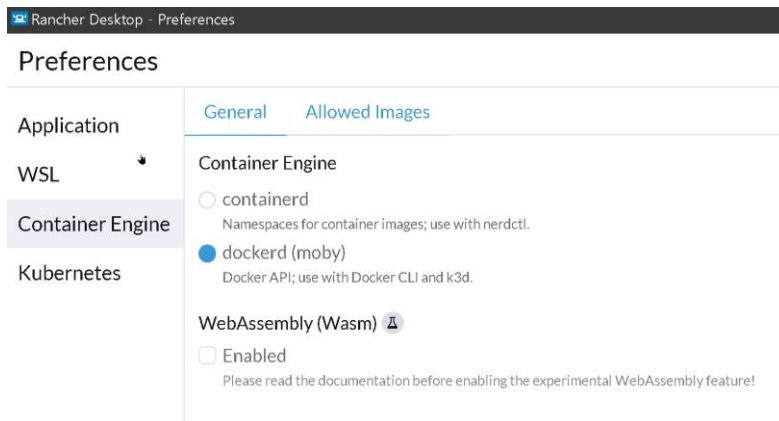 Rancher Desktop - Preferences
Preferences
Application
WSL
Container Engine
Kubernetes
General
Allowed Images
Container Engine
containerd
Namespaces for container images; use with nerdctl.
dockerd (moby)
Docker API; use with Docker CLI and k3d.
WebAssembly (Wasm)
Enabled
Please read the documentation before enabling the experimental WebAssembly feature!